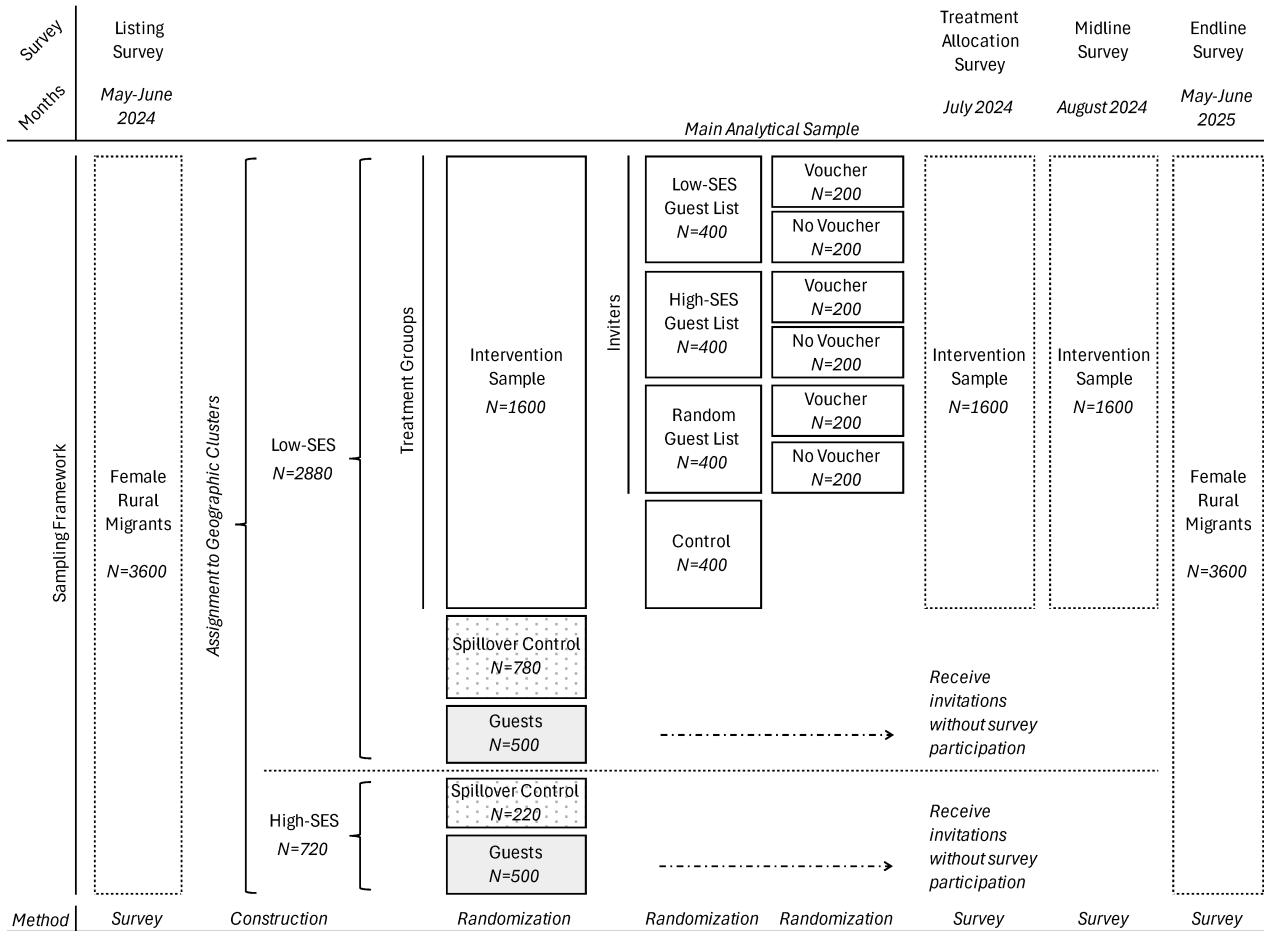 Survey
Listing
Survey
Treatment
Allocation
Survey
Midline
Survey
Endline
Survey
Months
May-June
2024
July 2024
August 2024
May-June
2025
Main Analytical Sample
Sampling Framework
Female
Rural
Migrants
N=3600
Assignment to Geographic Clusters
Low-SES
N=2880
Treatment Grouops
Intervention
Sample
N=1600
Inviters
Low-SES
Guest List
N=400
Voucher
N=200
No Voucher
N=200
High-SES
Guest List
N=400
Voucher
N=200
No Voucher
N=200
Random
Guest List
N=400
Voucher
N=200
No Voucher
N=200
Control
N=400
Intervention
Sample
N=1600
Intervention
Sample
N=1600
Female
Rural
Migrants
N=3600
Spillover Control
N=780
Guests
N=500
Receive
invitations
without survey
participation
High-SES
N=720
Spillover Control
N=220
Guests
N=500
Receive
invitations
without survey
participation
Method
Survey
Construction
Randomization
Randomization
Randomization
Survey
Survey
Survey